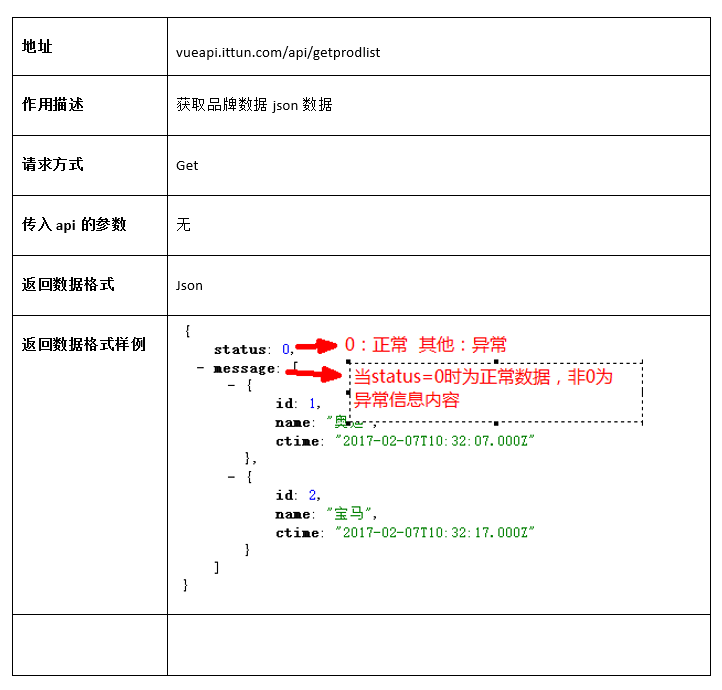 地址
vueapi.ittun.com/api/getprodlist
作用描述
获取品牌数据 json 数据
请求方式
Get
传入 api 的参数
无
返回数据格式
Json
返回数据格式样例
{
status: 0,
0：正常 其他：异常
- message: [
当status=0时为正常数据，非0为
异常信息内容
- {
id: 1,
name: "奥迪",
ctime: "2017-02-07T10:32:07.000Z"
},
- {
id: 2,
name: "宝马",
ctime: "2017-02-07T10:32:17.000Z"
}
]
}